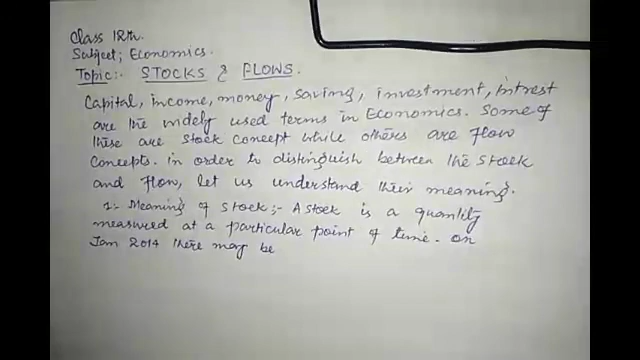 Class 12th.
Subject; Economics.
Topic:- STOCKS & FLOWS.
Capital, income, money, saving, investment, intrest
are the widely used terms in Economics. Some of
these are stock concept while others are flow
concepts. in order to distinguish between the stock
and flow, let us understand their meaning.
1:- Meaning of stock;- A stock is a quantity
measured at a particular point of time. on
Jan 2014 there may be